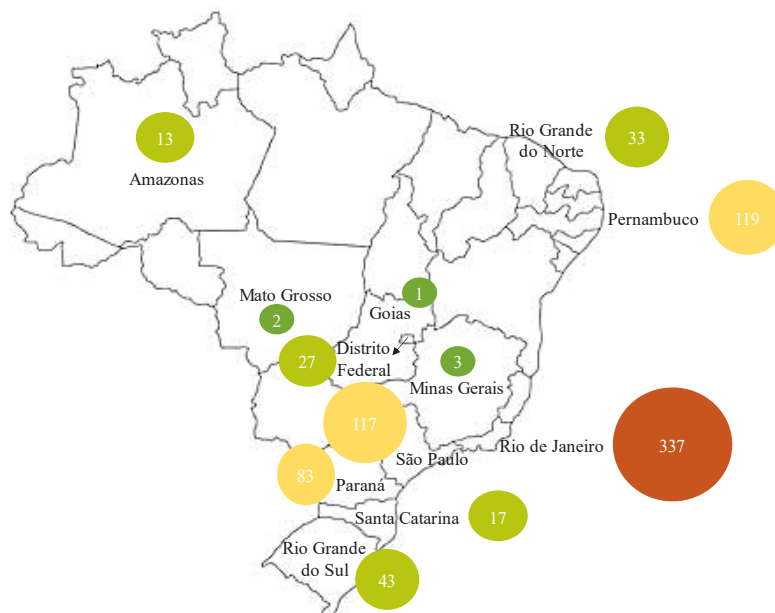 13
Amazonas
Rio Grande
do Norte
33
Pernambuco
119
Mato Grosso
2
1
Goias
27
Distrito
Federal
3
Minas Gerais
117
São Paulo
Rio de Janeiro
337
83
Paraná
Santa Catarina
17
Rio Grande
do Sul
43